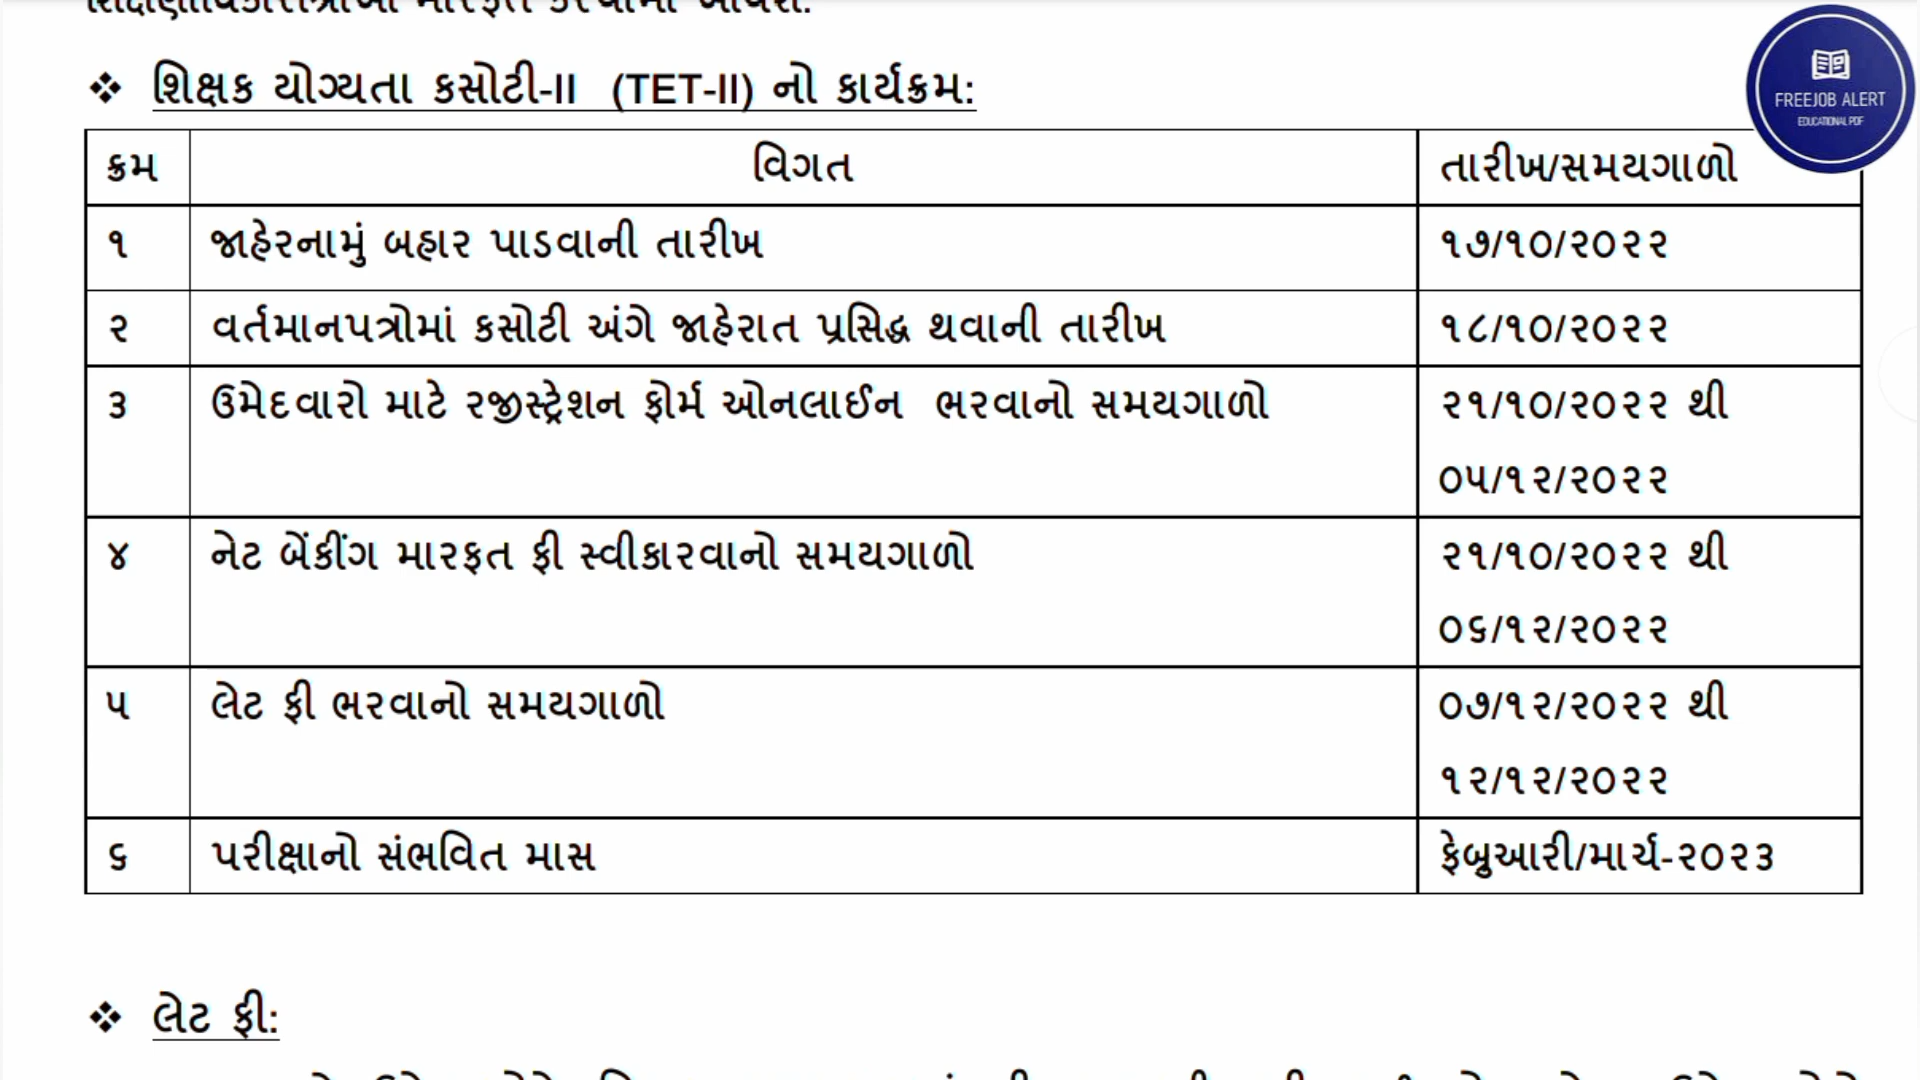 ❖ શિક્ષક યોગ્યતા કસોટી-II (TET-II) નો કાર્યક્રમ:
FREEJOB ALERT
EDUCATIONAL PDF
ક્રમ વિગત તારીખ/સમયગાળો
૧ જાહેરનામું બહાર પાડવાની તારીખ ૧૭/૧૦/૨૦૨૨
૨ વર્તમાનપત્રોમાં કસોટી અંગે જાહેરાત પ્રસિદ્ધ થવાની તારીખ ૧૮/૧૦/૨૦૨૨
૩ ઉમેદવારો માટે રજીસ્ટ્રેશન ફોર્મ ઓનલાઈન ભરવાનો સમયગાળો ૨૧/૧૦/૨૦૨૨ થી
૦૫/૧૨/૨૦૨૨
૪ નેટ બેંકીંગ મારફત ફી સ્વીકારવાનો સમયગાળો ૨૧/૧૦/૨૦૨૨ થી
૦૬/૧૨/૨૦૨૨
૫ લેટ ફી ભરવાનો સમયગાળો ૦૭/૧૨/૨૦૨૨ થી
૧૨/૧૨/૨૦૨૨
૬ પરીક્ષાનો સંભવિત માસ ફેબ્રુઆરી/માર્ચ-૨૦૨૩
❖ લેટ ફી: